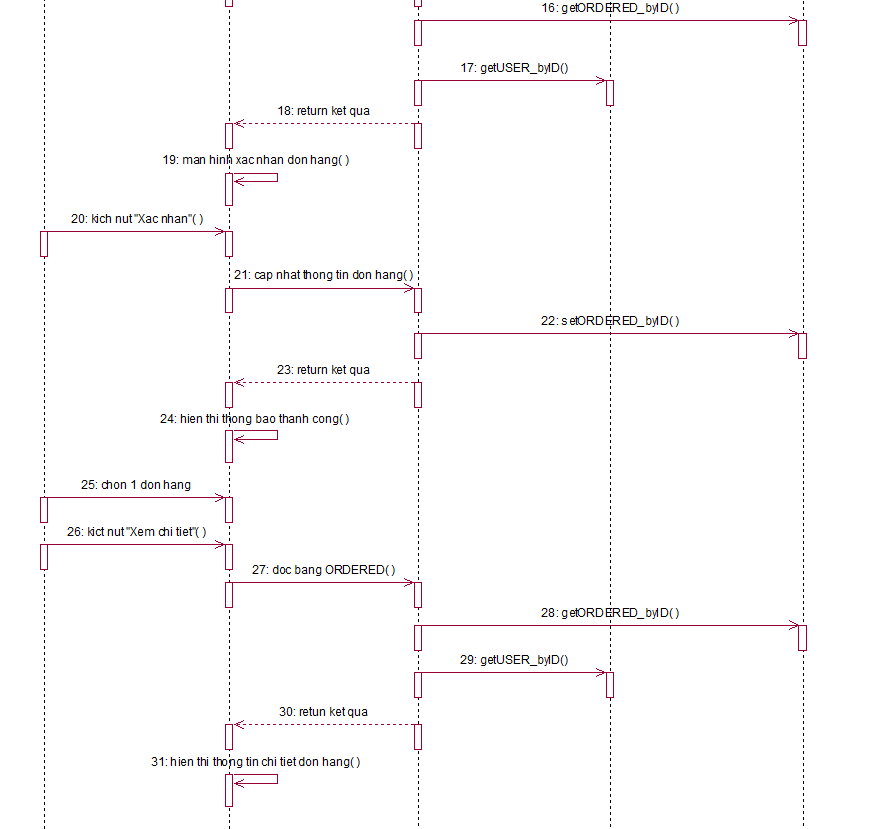 16: getORDERED_byID( )
17: getUSER_byID()
18: return ket qua
19: man hinh xac nhan don hang( )
20: kich nut "Xac nhan"( )
21: cap nhat thong tin don hang( )
22: setORDERED_byID( )
23: return ket qua
24: hien thi thong bao thanh cong( )
25: chon 1 don hang
26: kict nut "Xem chi tiet"( )
27: doc bang ORDERED( )
28: getORDERED_byID( )
29: getUSER_byID()
30: retun ket qua
31: hien thi thong tin chi tiet don hang( )